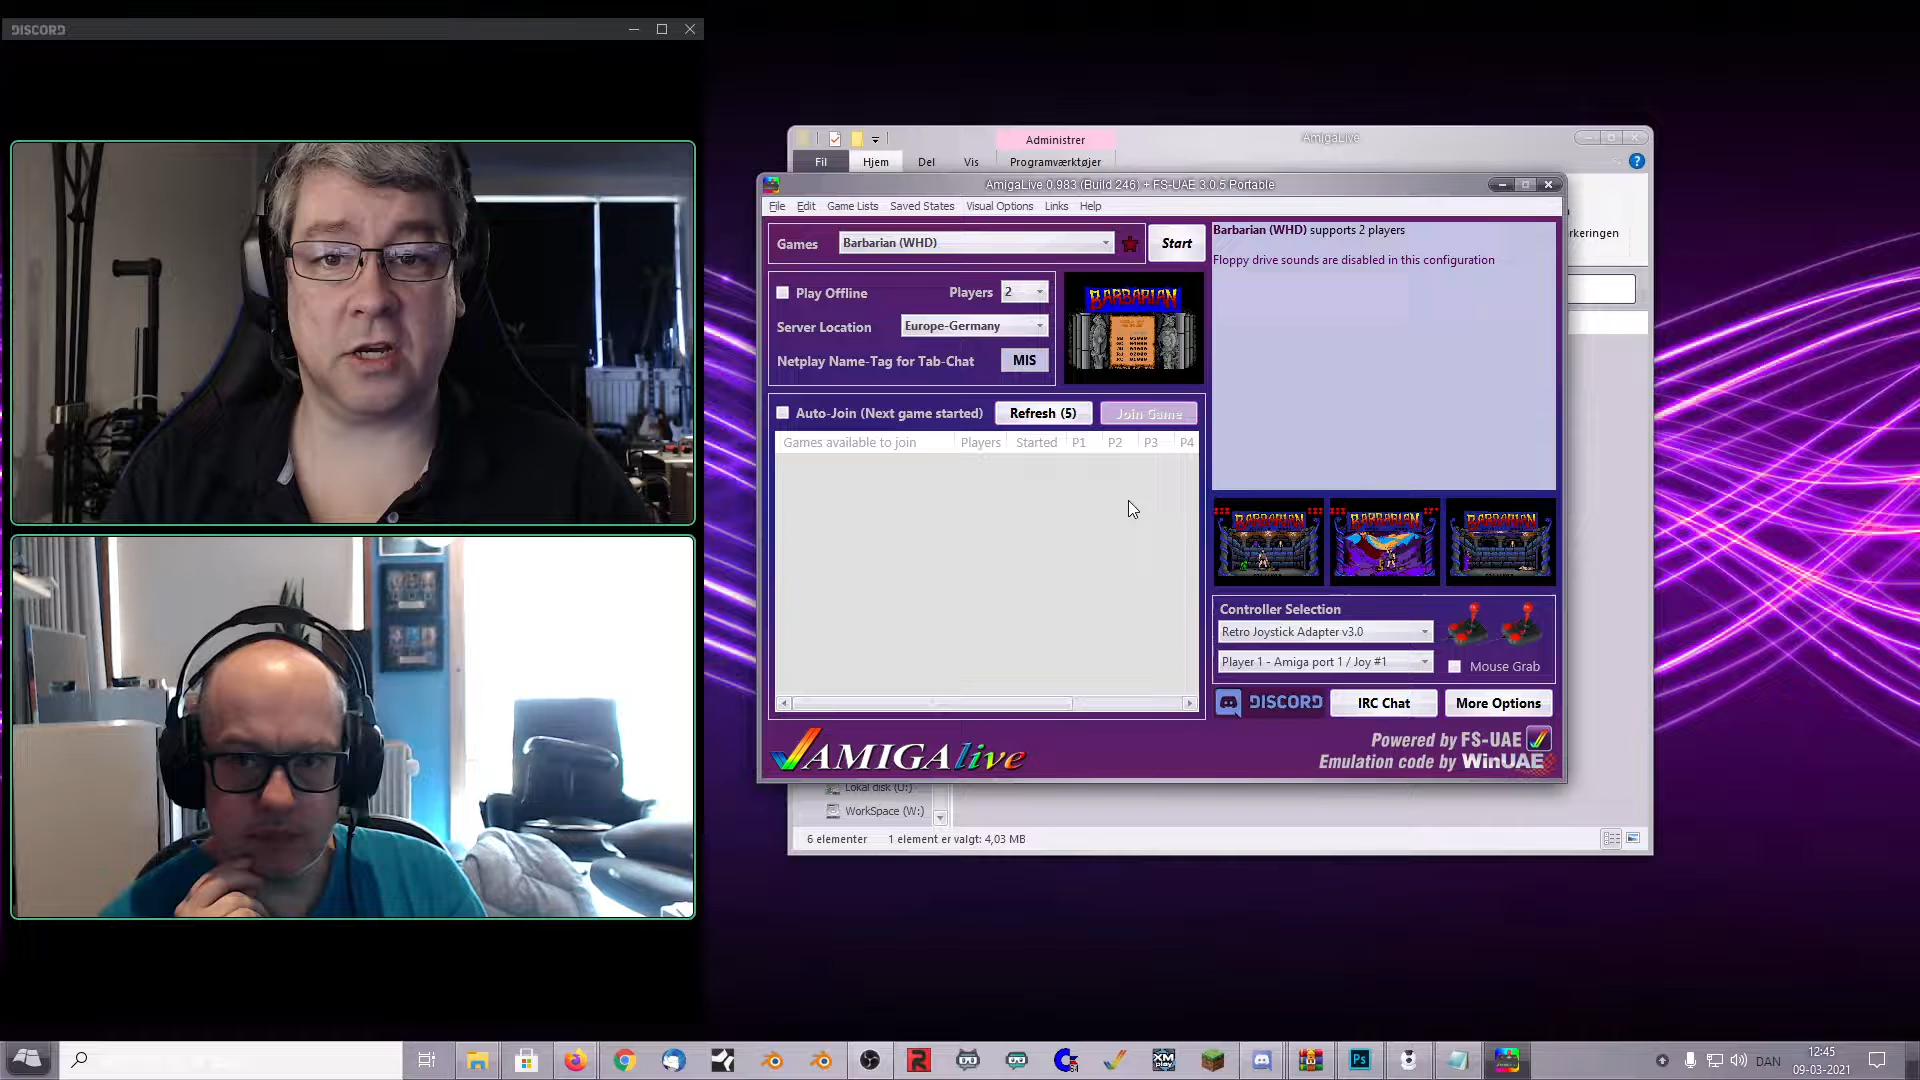 DISCORD
Administrer
AmigaLive
Fil
Hjem
Del
Vis
Programværktøjer
AmigaLive 0.983 (Build 246) + FS-UAE 3.0.5 Portable
File
Edit
Game Lists
Saved States
Visual Options
Links
Help
Games
Barbarian (WHD)
Start
Barbarian (WHD) supports 2 players
Floppy drive sounds are disabled in this configuration
rkeringen
Play Offline
Players
2
Server Location
Europe-Germany
Netplay Name-Tag for Tab-Chat
MIS
BARBARIAN
Auto-Join (Next game started)
Refresh (5)
Join Game
Games available to join
Players
Started
P1
P2
P3
P4
BARBARIAN
BARBARIAN
BARBARIAN
Controller Selection
Retro Joystick Adapter v3.0
Player 1 - Amiga port 1 / Joy #1
Mouse Grab
DISCORD
IRC Chat
More Options
AMIGAlive
Powered by FS-UAE
Emulation code by WinUAE
Lokal disk (U:)
WorkSpace (W:)
6 elementer
1 element er valgt: 4,03 MB
XM
play
Ps
DAN
12:45
09-03-2021